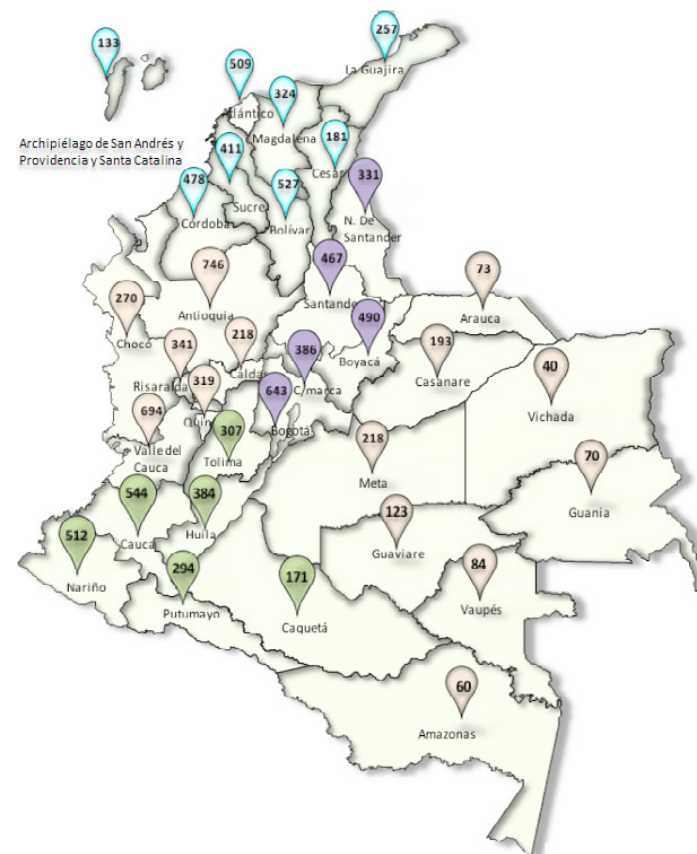 257
133
509
La Guajira
324
Atlántico
Archipiélago de San Andrés y
Providencia y Santa Catalina
Magdalena
181
411
Cesar
331
478
527
Sucre
N. De
Santander
Córdoba
Bolívar
467
746
73
270
Santander
Antioquia
490
Arauca
218
193
341
Chocó
386
Boyacá
40
Caldas
Casanare
319
Risaralda
C/marca
643
694
Quin
Vichada
307
Bogotá
218
Valle del
Cauca
Tolima
70
Meta
544
384
Guania
123
512
Huila
Cauca
Guaviare
294
171
84
Nariño
Vaupés
Putumayo
Caquetá
60
Amazonas